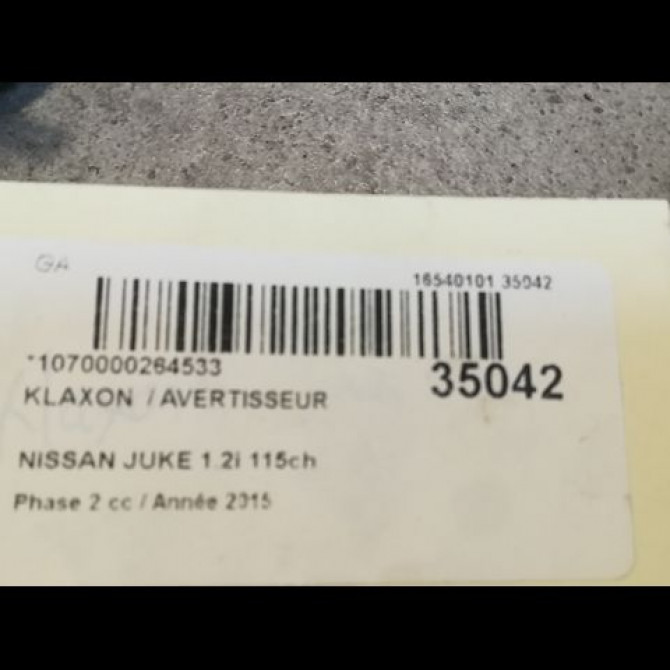 GA
16540101 35042
*1070000264533
35042
KLAXON / AVERTISSEUR
NISSAN JUKE 1.2i 115ch
Phase 2 cc / Année 2015